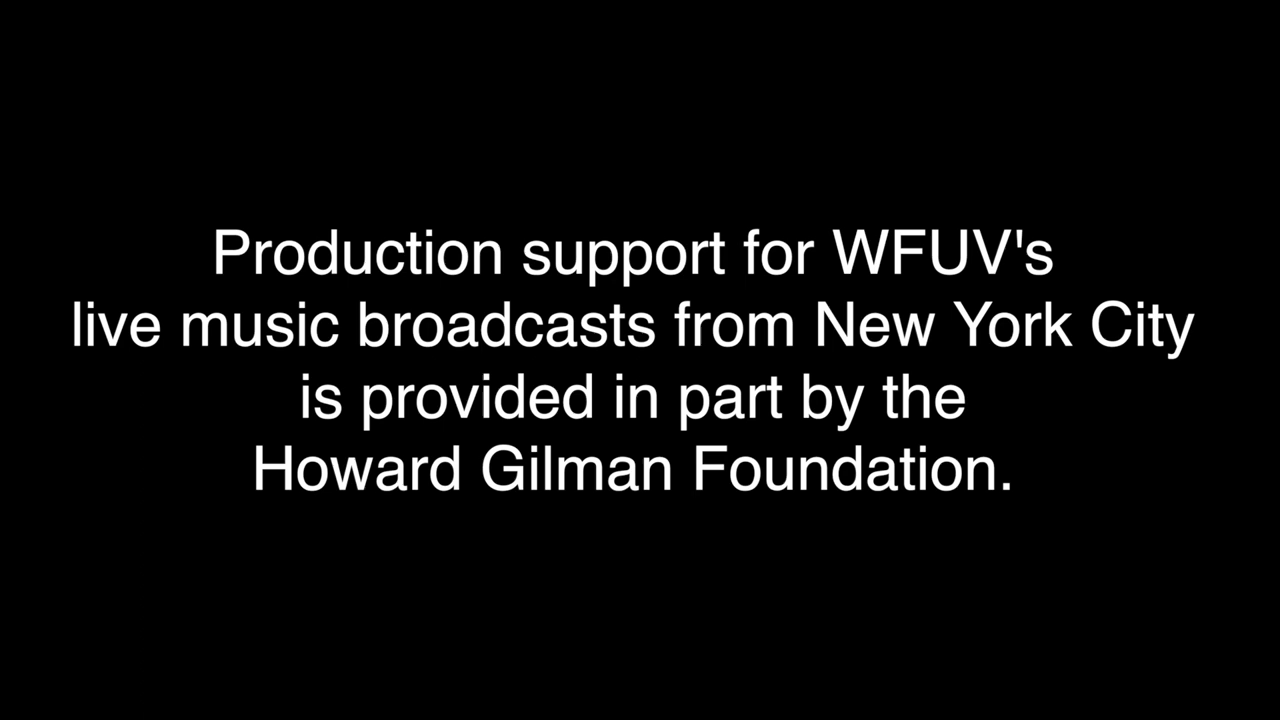 Production support for WFUV's
live music broadcasts from New York City
is provided in part by the
Howard Gilman Foundation.